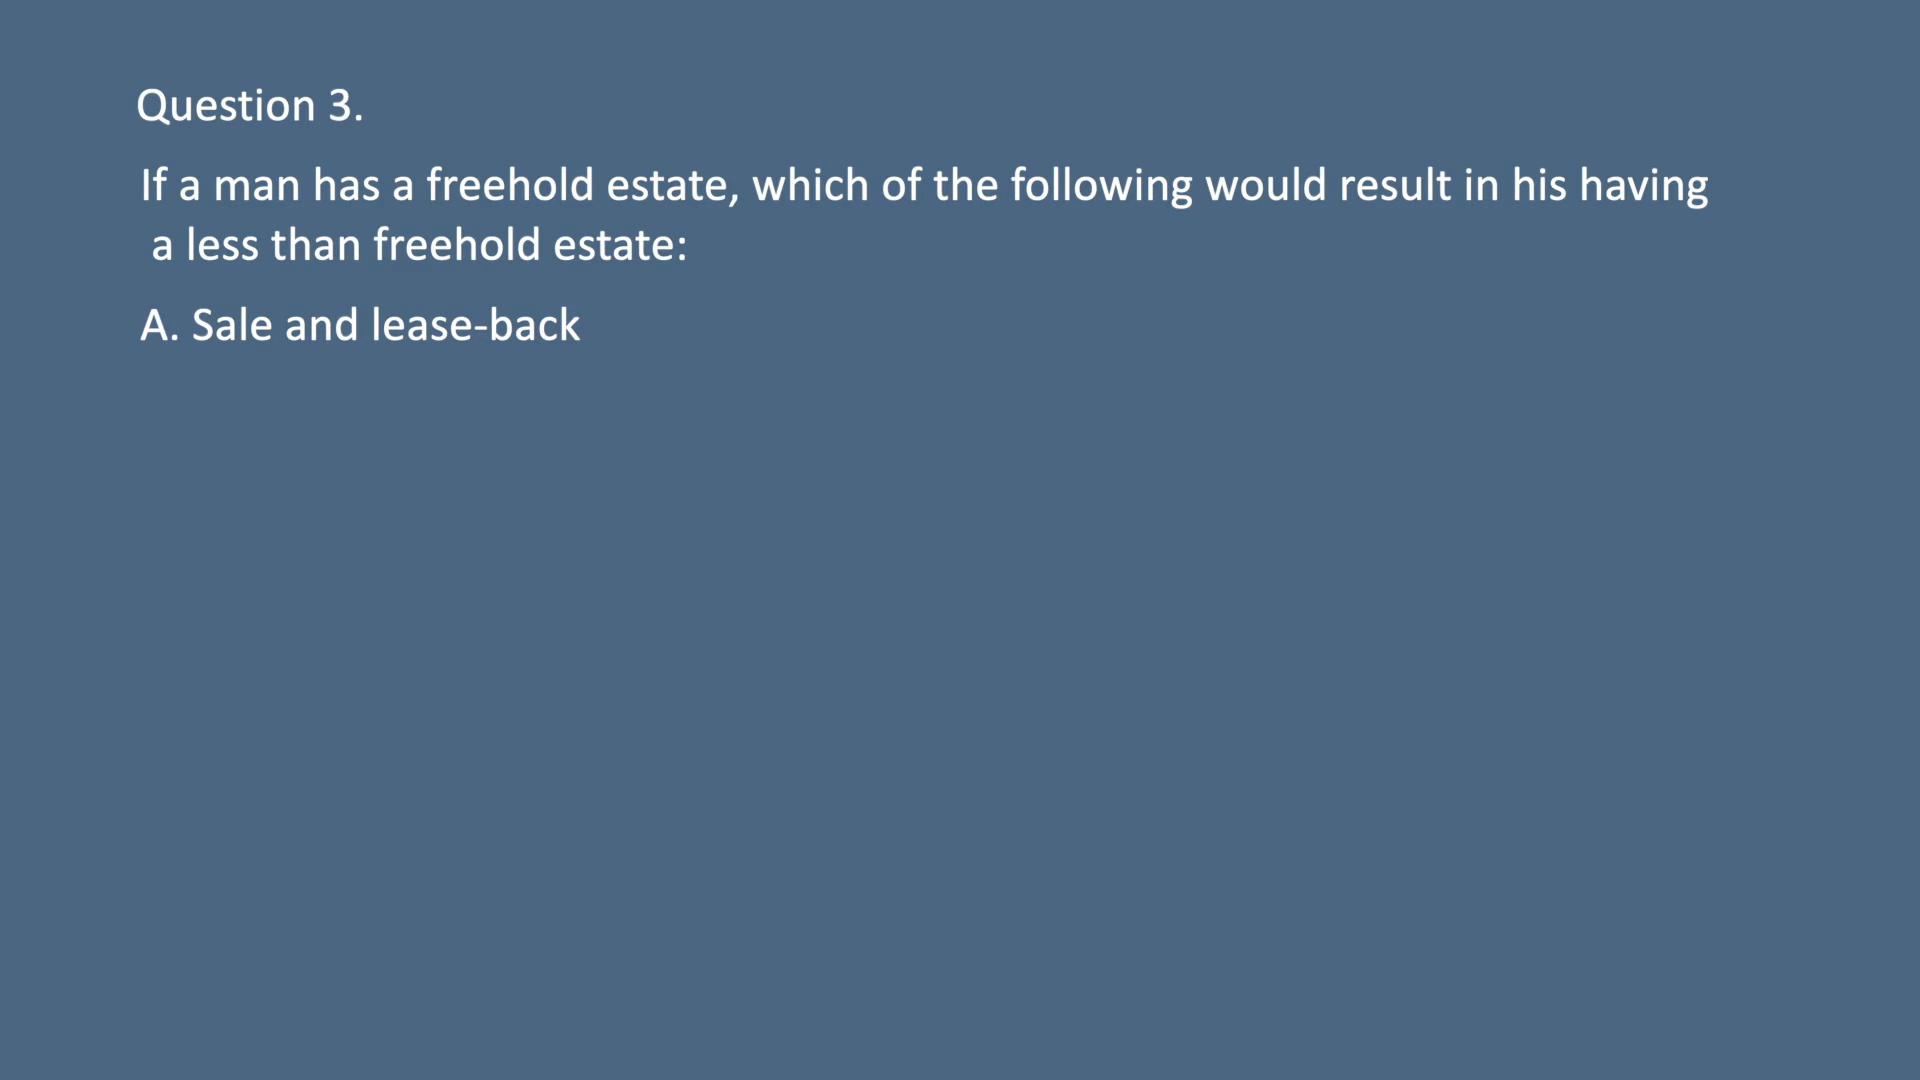 Question 3.
If a man has a freehold estate, which of the following would result in his having
a less than freehold estate:
A. Sale and lease-back